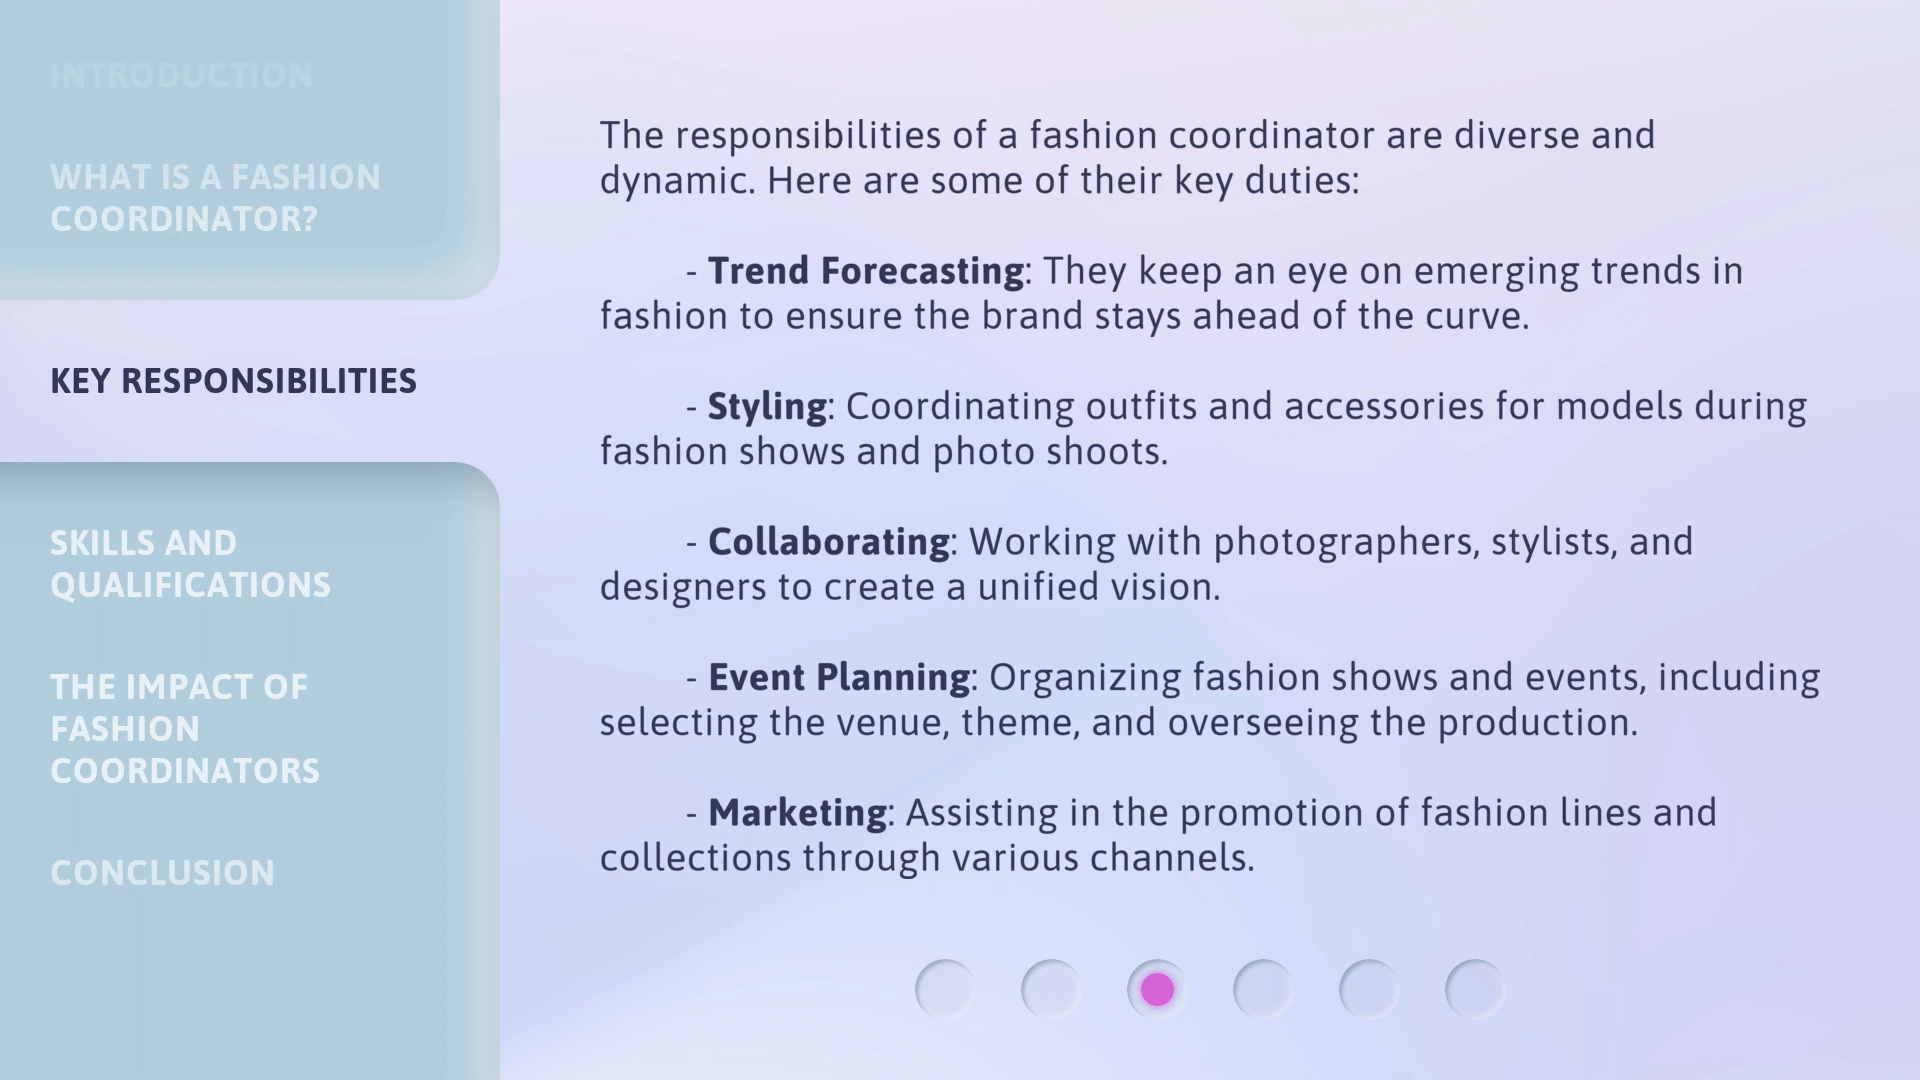 INTRODUCTION
WHAT IS A FASHION
COORDINATOR?
KEY RESPONSIBILITIES
SKILLS AND
QUALIFICATIONS
THE IMPACT OF
FASHION
COORDINATORS
CONCLUSION
The responsibilities of a fashion coordinator are diverse and
dynamic. Here are some of their key duties:
- Trend Forecasting: They keep an eye on emerging trends in
fashion to ensure the brand stays ahead of the curve.
- Styling: Coordinating outfits and accessories for models during
fashion shows and photo shoots.
- Collaborating: Working with photographers, stylists, and
designers to create a unified vision.
- Event Planning: Organizing fashion shows and events, including
selecting the venue, theme, and overseeing the production.
- Marketing: Assisting in the promotion of fashion lines and
collections through various channels.